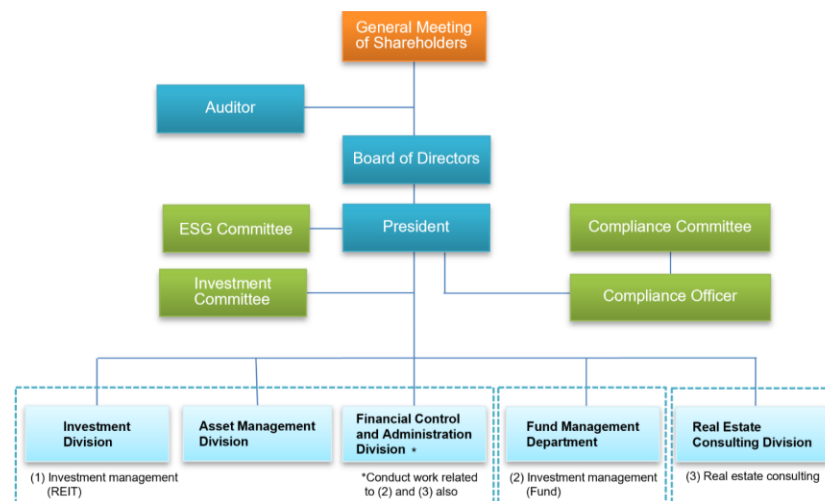 General Meeting
of Shareholders
Auditor
Board of Directors
ESG Committee
President
Compliance Committee
Investment
Committee
Compliance Officer
Investment
Division
Asset Management
Division
Financial Control
and Administration
Division *
Fund Management
Department
Real Estate
Consulting Division
(1) Investment management
(REIT)
*Conduct work related
to (2) and (3) also
(2) Investment management
(Fund)
(3) Real estate consulting